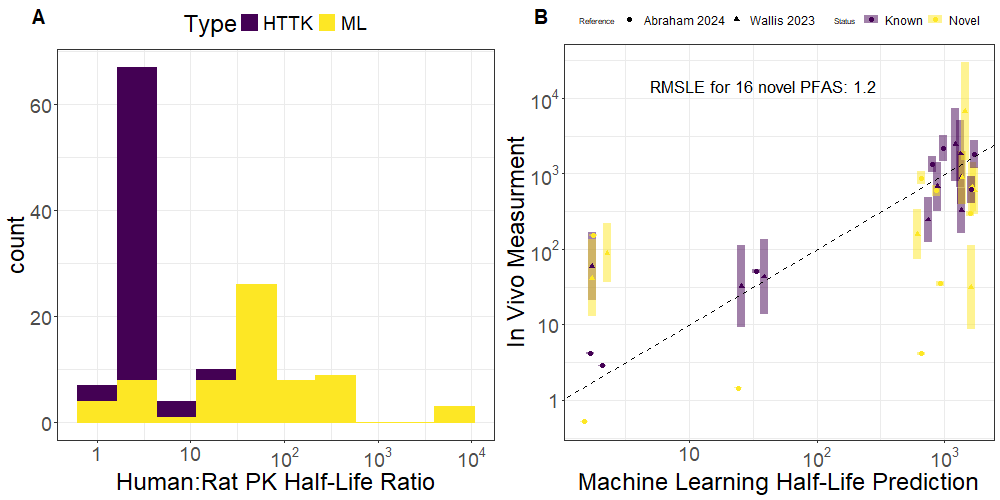 A
Type HTTK ML
count
60
40
20
0
1 10 10² 10³ 10⁴
Human:Rat PK Half-Life Ratio
B
Reference Abraham 2024 Wallis 2023 Status Known Novel
RMSLE for 16 novel PFAS: 1.2
In Vivo Measurment
10⁴
10³
10²
10
1
10 10² 10³
Machine Learning Half-Life Prediction